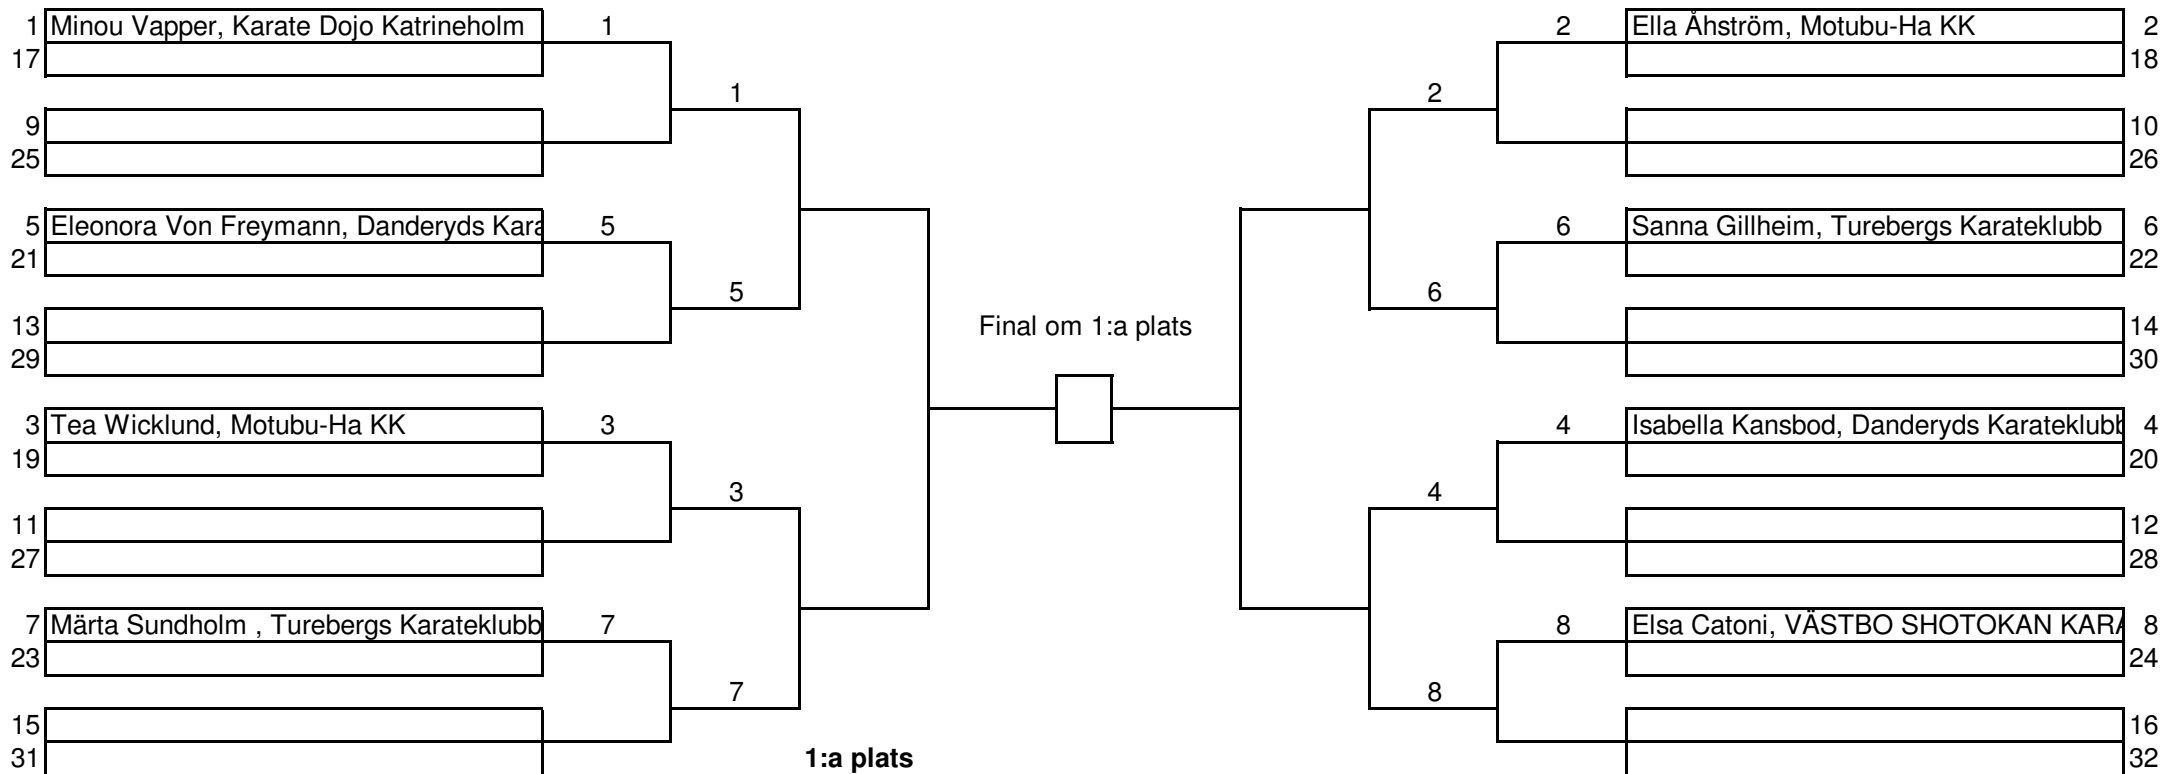 1 Minou Vapper, Karate Dojo Katrineholm 1 2 Ella Åhström, Motubu-Ha KK 2
17 18
1 2
9 10
25 26
5 Eleonora Von Freymann, Danderyds Kara 5 6 Sanna Gillheim, Turebergs Karateklubb 6
21 22
5 6
13 Final om 1:a plats 14
29 30
3 Tea Wicklund, Motubu-Ha KK 3 4 Isabella Kansbod, Danderyds Karateklubb 4
19 20
3 4
11 12
27 28
7 Märta Sundholm , Turebergs Karateklubb 7 8 Elsa Catoni, VÄSTBO SHOTOKAN KARA 8
23 24
7 8
15 16
31 1:a plats 32